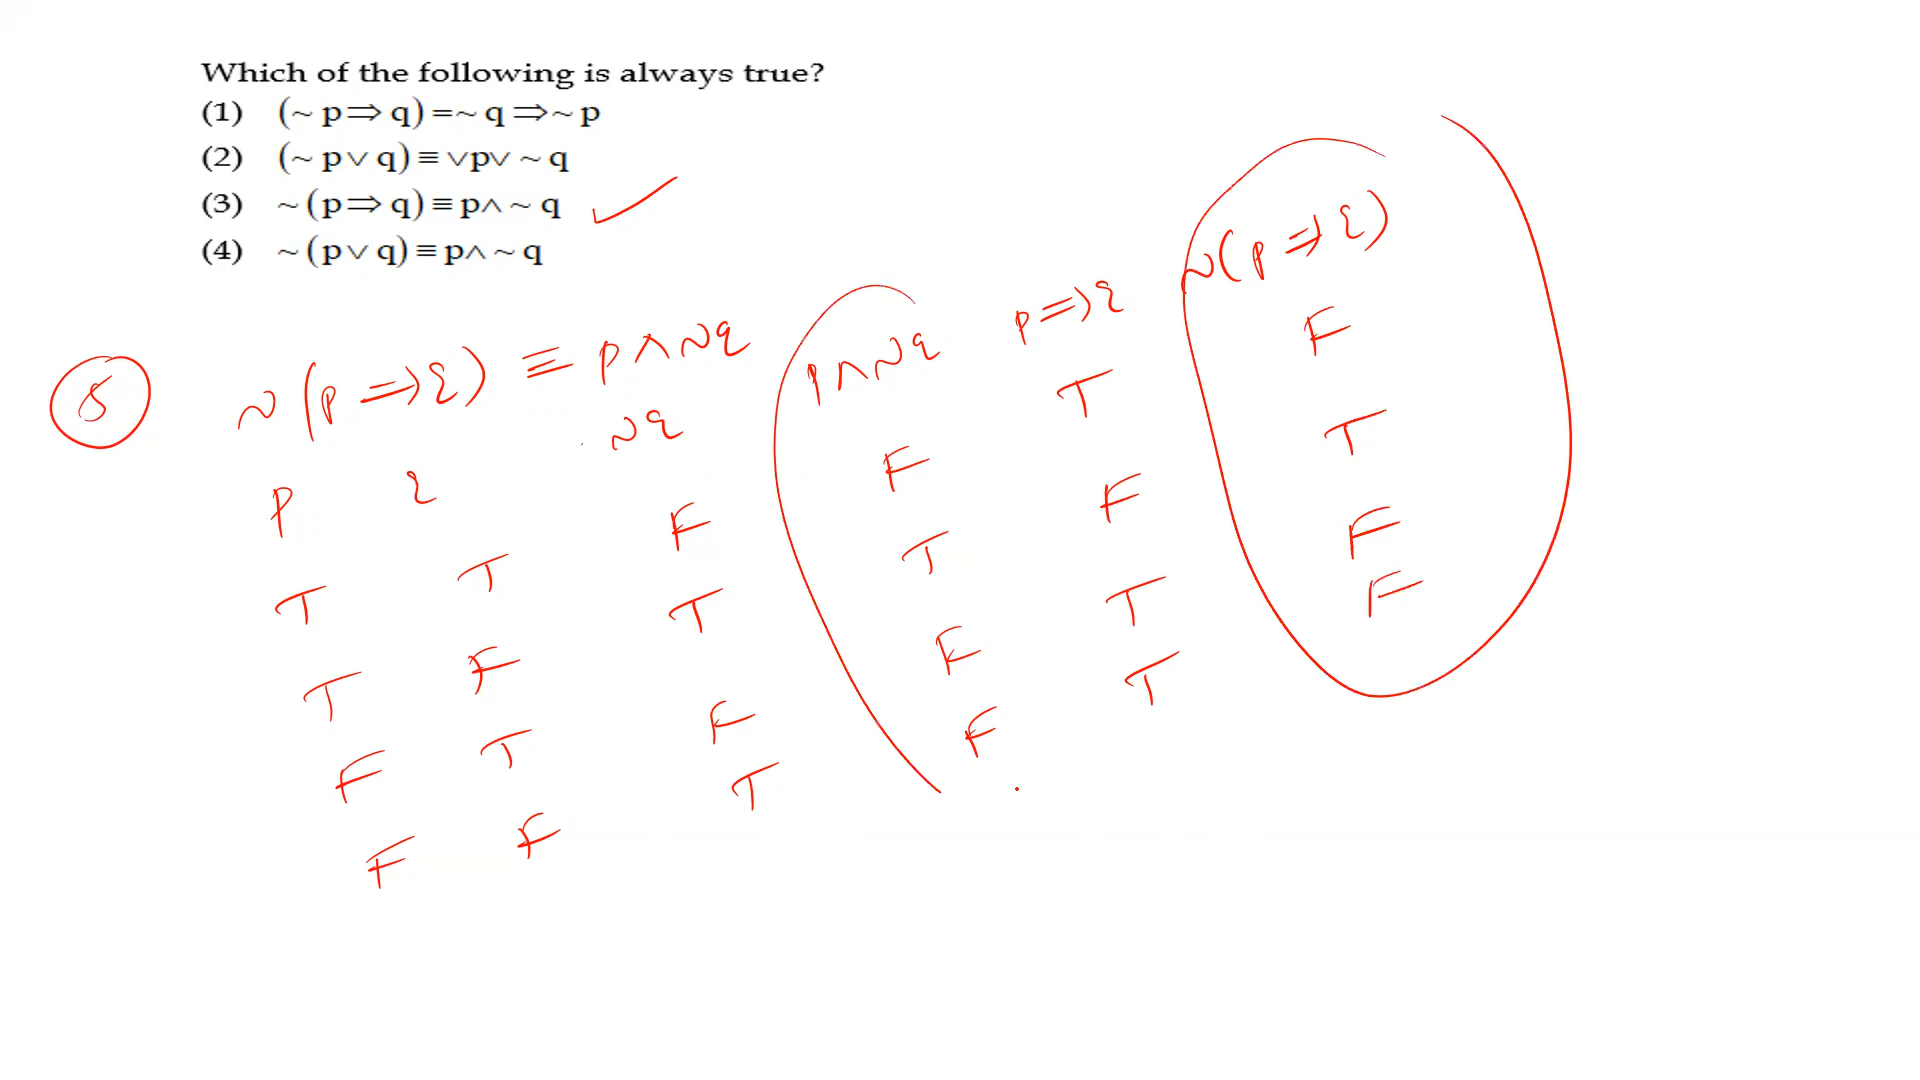 Which of the following is always true?
(1) (~ p⇒ q) =~ q ⇒~ p
(2) (~ p∨ q) ≡ ∨p∨ ~ q
(3) ~ (p⇒ q) ≡ p∧ ~ q
(4) ~ (p∨ q) ≡ p∧ ~ q
5 ~ (p ⇒ q) ≡ p ∧ ~q
p q ~q p ∧ ~q p ⇒ q ~(p ⇒ q)
T T F F T F
T F T T F T
F T F F T F
F F T F T F